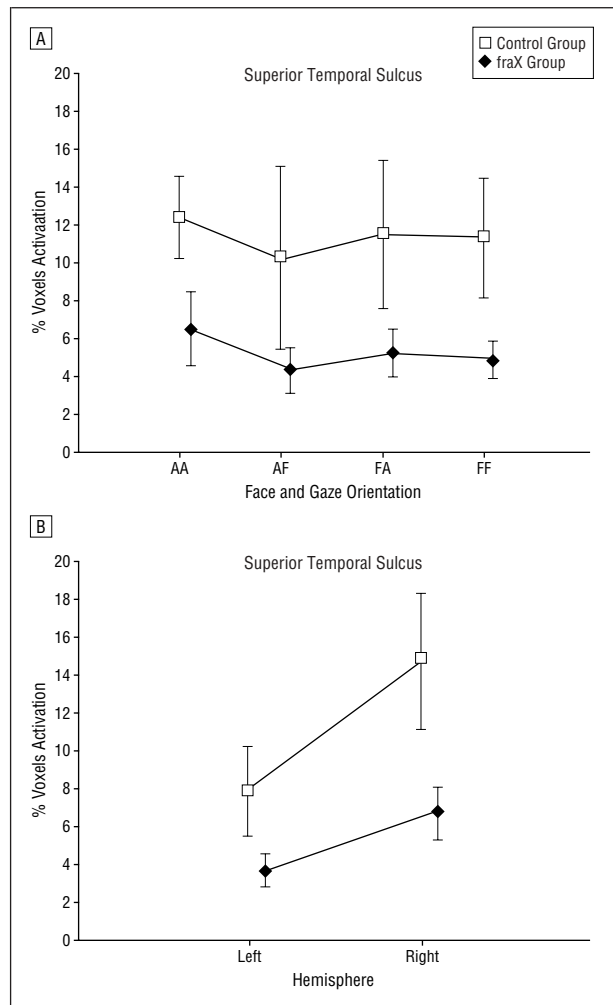 A
Control Group
fraX Group
Superior Temporal Sulcus
20
18
16
14
12
10
8
6
4
2
0
% Voxels Activaation
AA AF FA FF
Face and Gaze Orientation
B
Superior Temporal Sulcus
20
18
16
14
12
10
8
6
4
2
0
% Voxels Activation
Left Right
Hemisphere